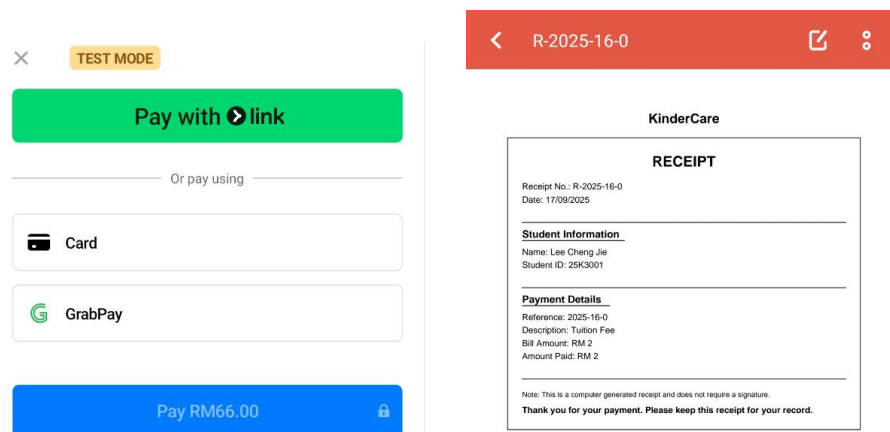 TEST MODE
Pay with link
Or pay using
Card
GrabPay
Pay RM66.00
R-2025-16-0
KinderCare
RECEIPT
Receipt No.: R-2025-16-0
Date: 17/09/2025
Student Information
Name: Lee Cheng Jie
Student ID: 25K3001
Payment Details
Reference: 2025-16-0
Description: Tuition Fee
Bill Amount: RM 2
Amount Paid: RM 2
Note: This is a computer generated receipt and does not require a signature.
Thank you for your payment. Please keep this receipt for your record.